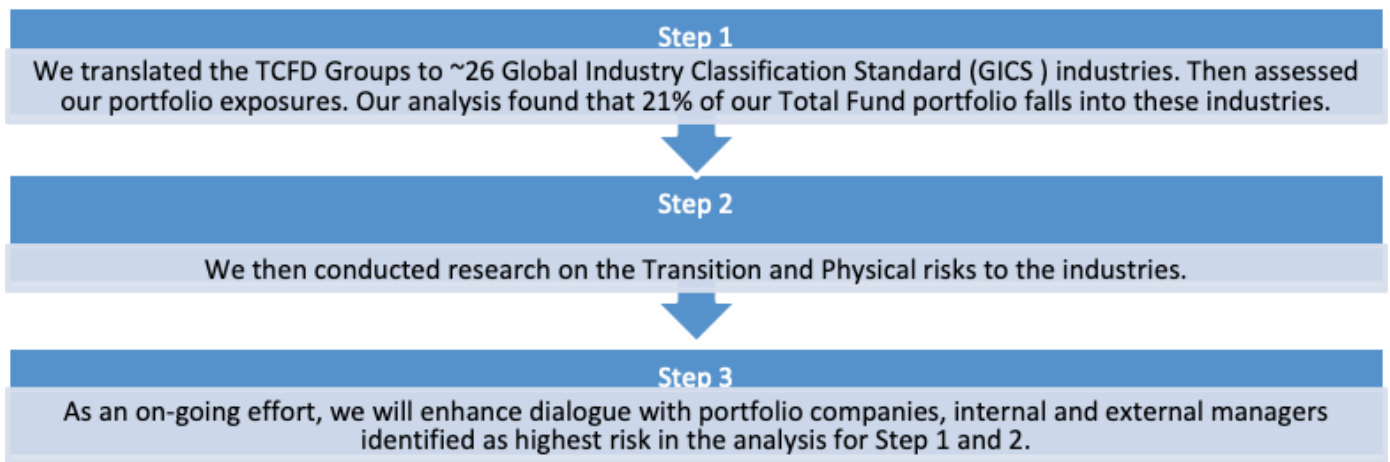 Step 1
We translated the TCFD Groups to ~26 Global Industry Classification Standard (GICS ) industries. Then assessed
our portfolio exposures. Our analysis found that 21% of our Total Fund portfolio falls into these industries.
Step 2
We then conducted research on the Transition and Physical risks to the industries.
Step 3
As an on-going effort, we will enhance dialogue with portfolio companies, internal and external managers
identified as highest risk in the analysis for Step 1 and 2.